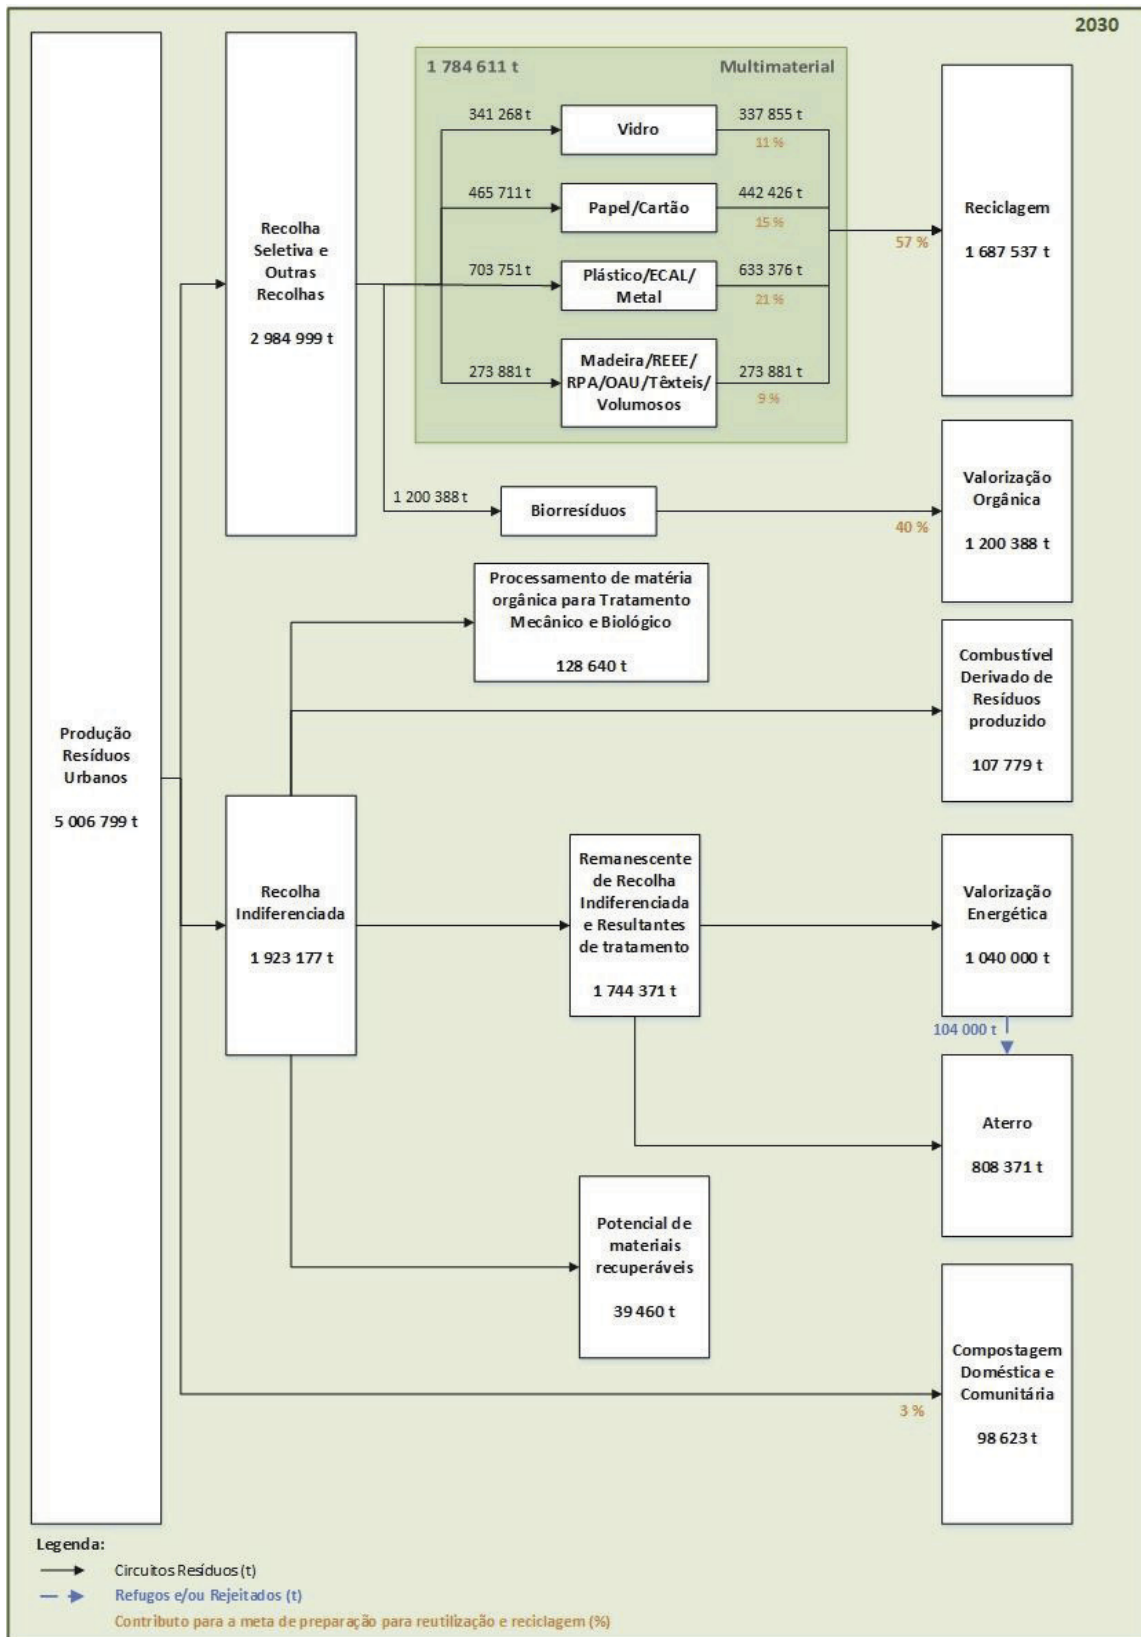 2030
1 784 611 t
Multimaterial
341 268 t
Vidro
337 855 t
11 %
465 711 t
Papel/Cartão
442 426 t
15 %
703 751 t
Plástico/ECAL/
Metal
633 376 t
21 %
273 881 t
Madeira/REEE/
RPA/OAU/Têxteis/
Volumosos
273 881 t
9 %
Recolha
Seletiva e
Outras
Recolhas
2 984 999 t
57 %
Reciclagem
1 687 537 t
1 200 388 t
Biorresíduos
40 %
Valorização
Orgânica
1 200 388 t
Processamento de matéria
orgânica para Tratamento
Mecânico e Biológico
128 640 t
Combustível
Derivado de
Resíduos
produzido
107 779 t
Produção
Resíduos
Urbanos
5 006 799 t
Recolha
Indiferenciada
1 923 177 t
Remanescente
de Recolha
Indiferenciada
e Resultantes
de tratamento
1 744 371 t
Valorização
Energética
1 040 000 t
104 000 t
Aterro
808 371 t
Potencial de
materiais
recuperáveis
39 460 t
3 %
Compostagem
Doméstica e
Comunitária
98 623 t
Legenda:
Circuitos Resíduos (t)
Refugos e/ou Rejeitados (t)
Contributo para a meta de preparação para reutilização e reciclagem (%)